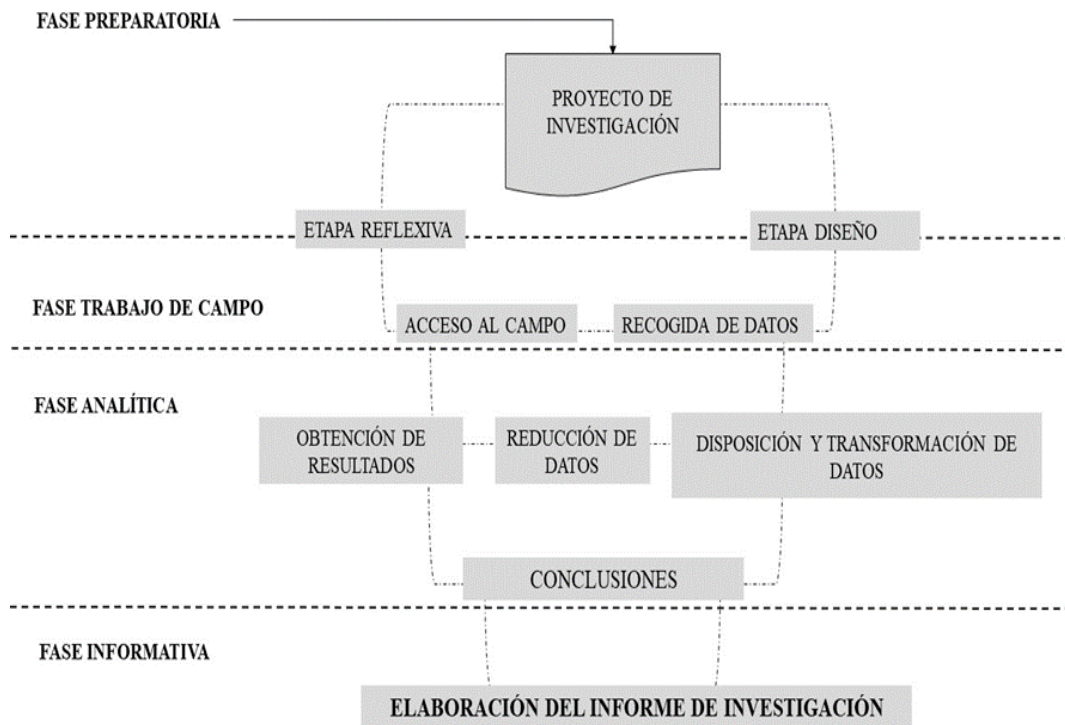 FASE PREPARATORIA
PROYECTO DE
INVESTIGACIÓN
ETAPA REFLEXIVA
ETAPA DISEÑO
FASE TRABAJO DE CAMPO
ACCESO AL CAMPO
RECOGIDA DE DATOS
FASE ANALÍTICA
OBTENCIÓN DE
RESULTADOS
REDUCCIÓN DE
DATOS
DISPOSICIÓN Y TRANSFORMACIÓN DE
DATOS
CONCLUSIONES
FASE INFORMATIVA
ELABORACIÓN DEL INFORME DE INVESTIGACIÓN